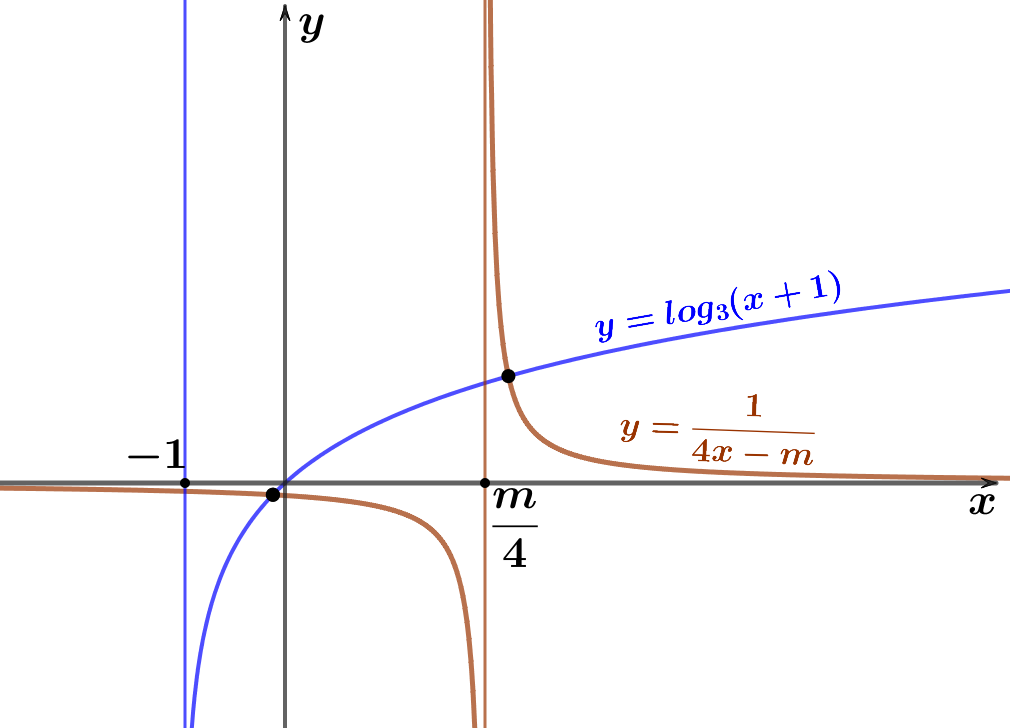 y
y = log₃(x + 1)
y = 1/(4x − m)
−1
m/4
x